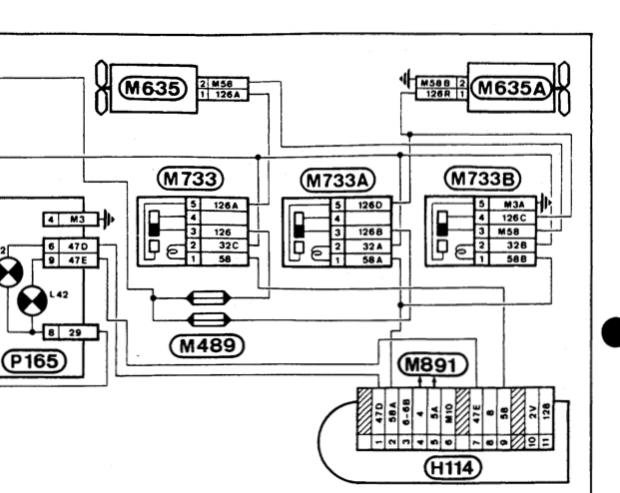 M635
2 M58
1 126A
M58B 2
126R 1
M635A
M733
5 126A
4
3 126
2 32C
1 58
M733A
5 126D
4
3 126B
2 32A
1 58A
M733B
5 M3A
4 126C
3 M58
2 32B
1 58B
4 M3
2
6 47D
9 47E
L42
8 29
P165
M489
M891
47D 58A 6-6B 4 5A M10 47E 8 58 2V 12B
1 2 3 4 5 6 7 8 9 10 11
H114